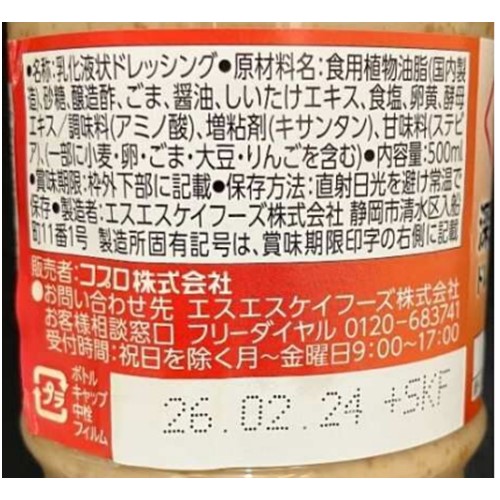 ●名称:乳化液状ドレッシング●原材料名:食用植物油脂(国内製
造)、砂糖、醸造酢、ごま、醤油、しいたけエキス、食塩、卵黄、酵母
エキス/調味料(アミノ酸)、増粘剤(キサンタン)、甘味料(ステビ
ア)、(一部に小麦・卵・ごま・大豆・りんごを含む)●内容量:500ml
●賞味期限:枠外下部に記載●保存方法:直射日光を避け常温で
保存●製造者:エスエスケイフーズ株式会社 静岡市清水区入船
町11番1号 製造所固有記号は、賞味期限印字の右側に記載
販売者:コプロ株式会社
●お問い合わせ先 エスエスケイフーズ株式会社
お客様相談窓口 フリーダイヤル 0120-683741
受付時間:祝日を除く月〜金曜日9:00〜17:00
プラ
ボトル
キャップ
中栓
フィルム
26.02.24 +SKF